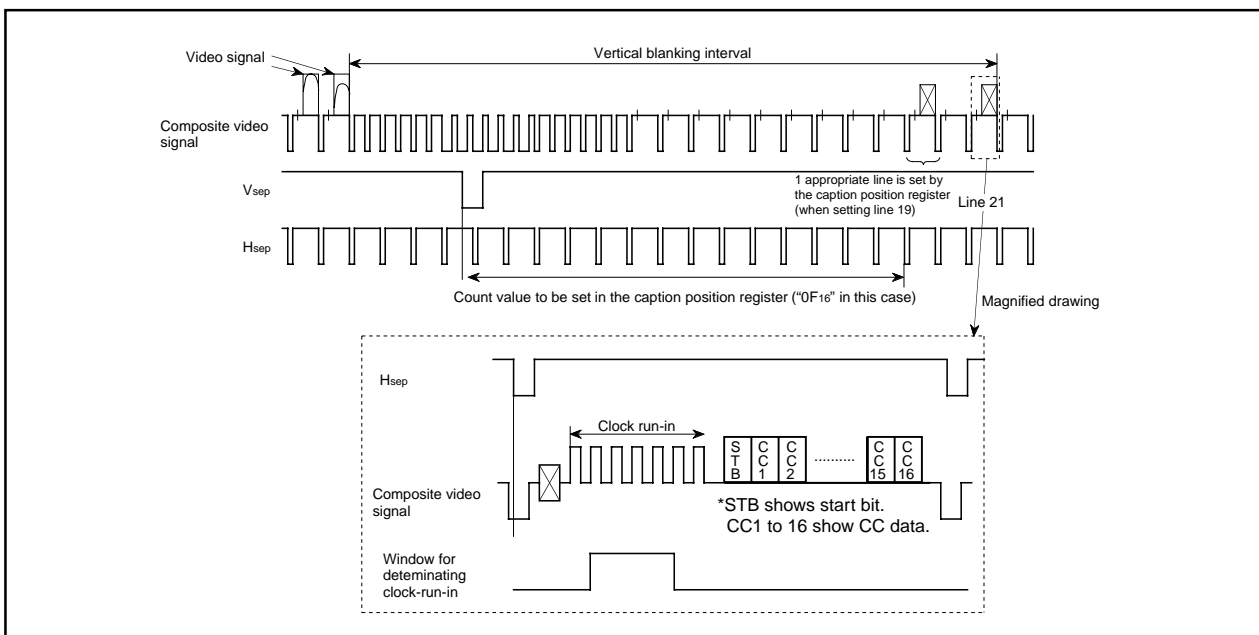 Video signal
Vertical blanking interval
Composite video
signal
Vsep
1 appropriate line is set by
the caption position register
(when setting line 19)
Line 21
Hsep
Count value to be set in the caption position register (“0F16” in this case)
Magnified drawing
Hsep
Clock run-in
S
T
B
C
C
1
C
C
2
..........
C
C
15
C
C
16
Composite video
signal
*STB shows start bit.
CC1 to 16 show CC data.
Window for
deteminating
clock-run-in